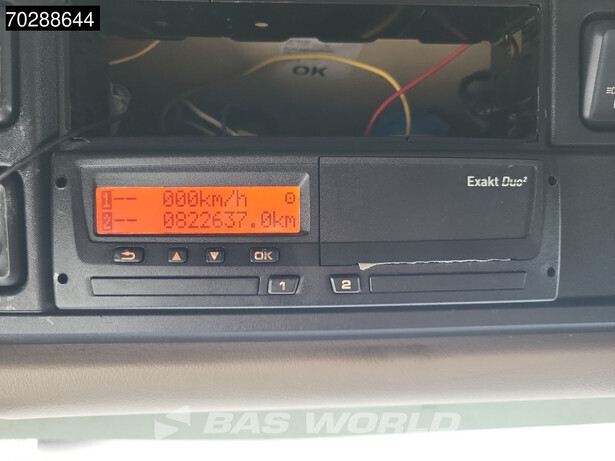 70288644
OK
Exakt Duo²
1 -- 000km/h
2 -- 0822637.0km
OK
1
2
BAS WORLD